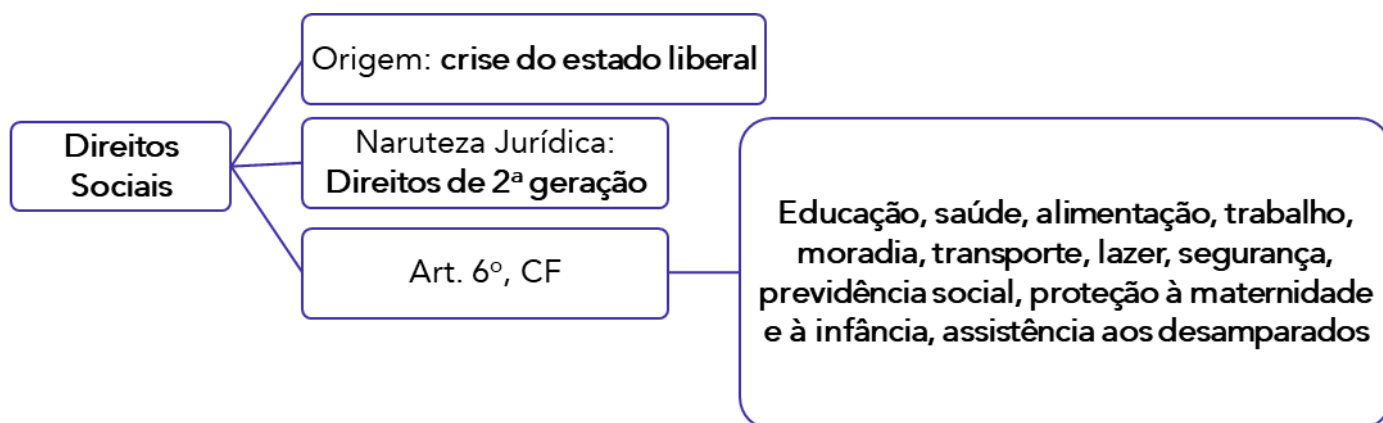 Direitos
Sociais
Origem: crise do estado liberal
Naruteza Jurídica:
Direitos de 2ª geração
Art. 6º, CF
Educação, saúde, alimentação, trabalho,
moradia, transporte, lazer, segurança,
previdência social, proteção à maternidade
e à infância, assistência aos desamparados